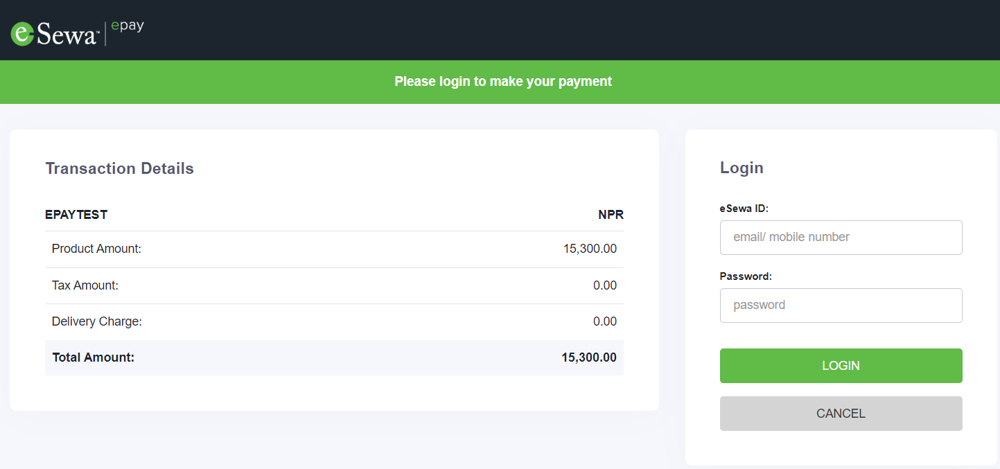 eSewa™ epay
Please login to make your payment
Transaction Details
EPAYTEST NPR
Product Amount: 15,300.00
Tax Amount: 0.00
Delivery Charge: 0.00
Total Amount: 15,300.00
Login
eSewa ID:
email/ mobile number
Password:
password
LOGIN
CANCEL